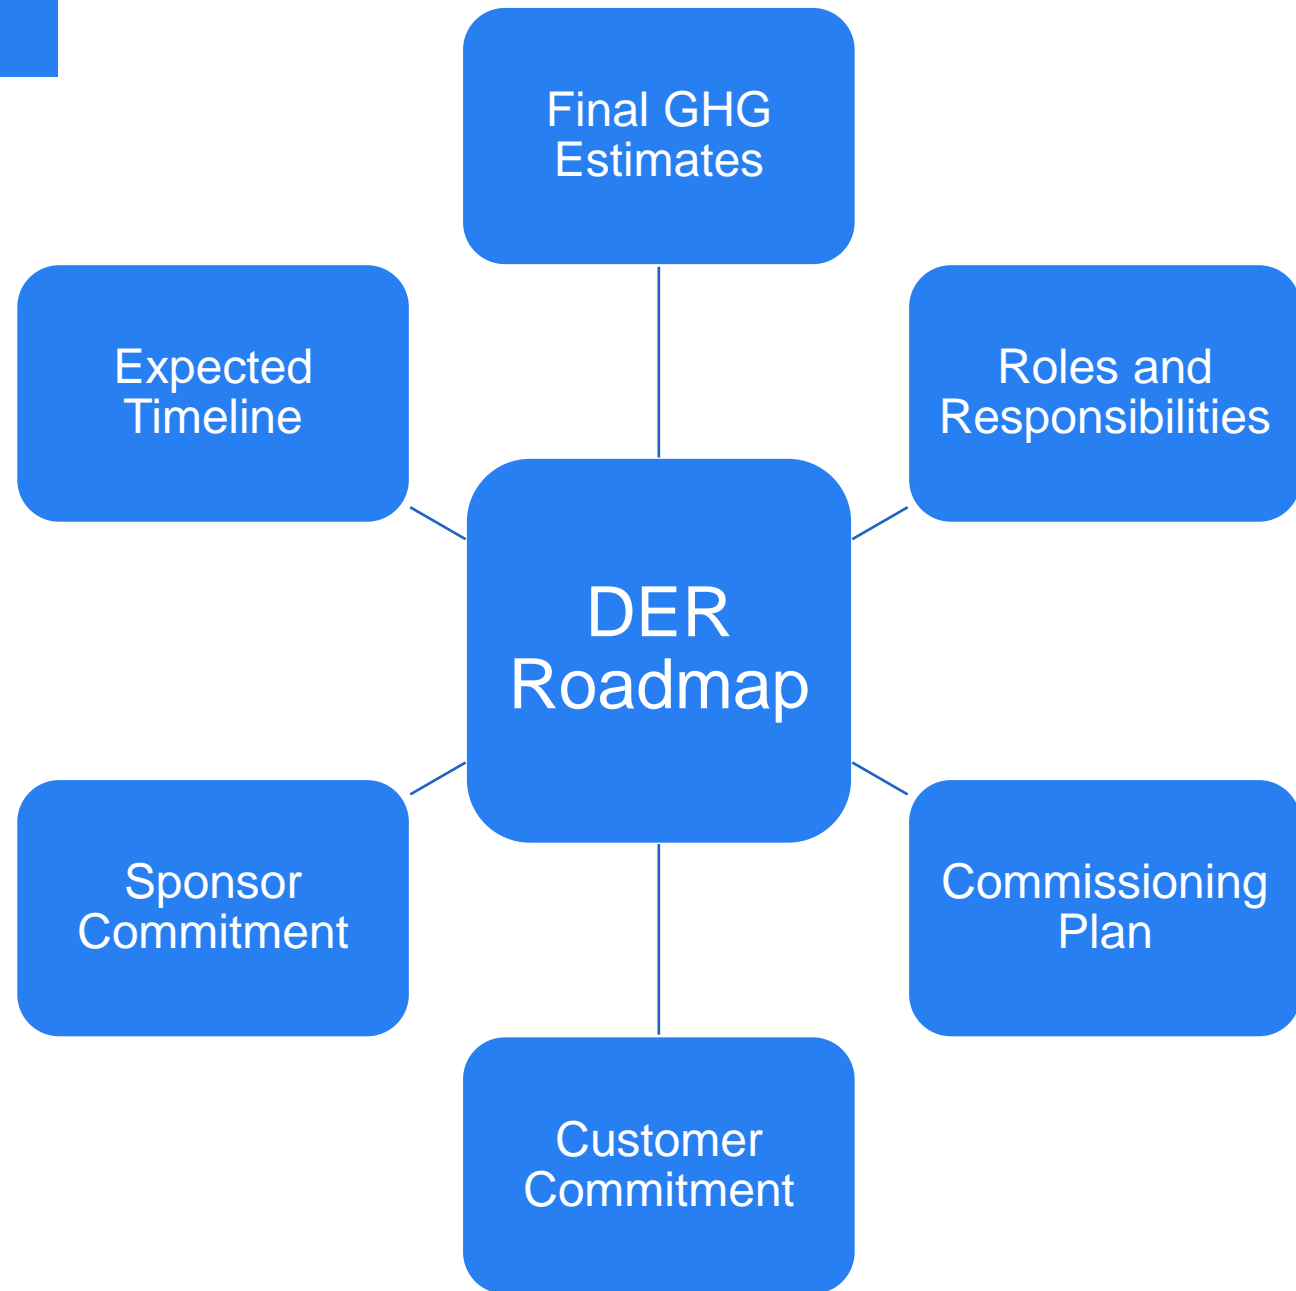 Final GHG
Estimates
Expected
Timeline
Roles and
Responsibilities
DER
Roadmap
Sponsor
Commitment
Commissioning
Plan
Customer
Commitment